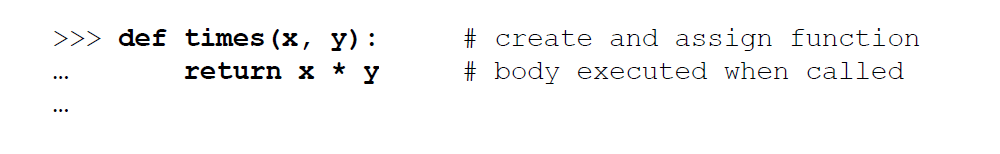 >>> def times(x, y):     # create and assign function
…       return x * y     # body executed when called
…